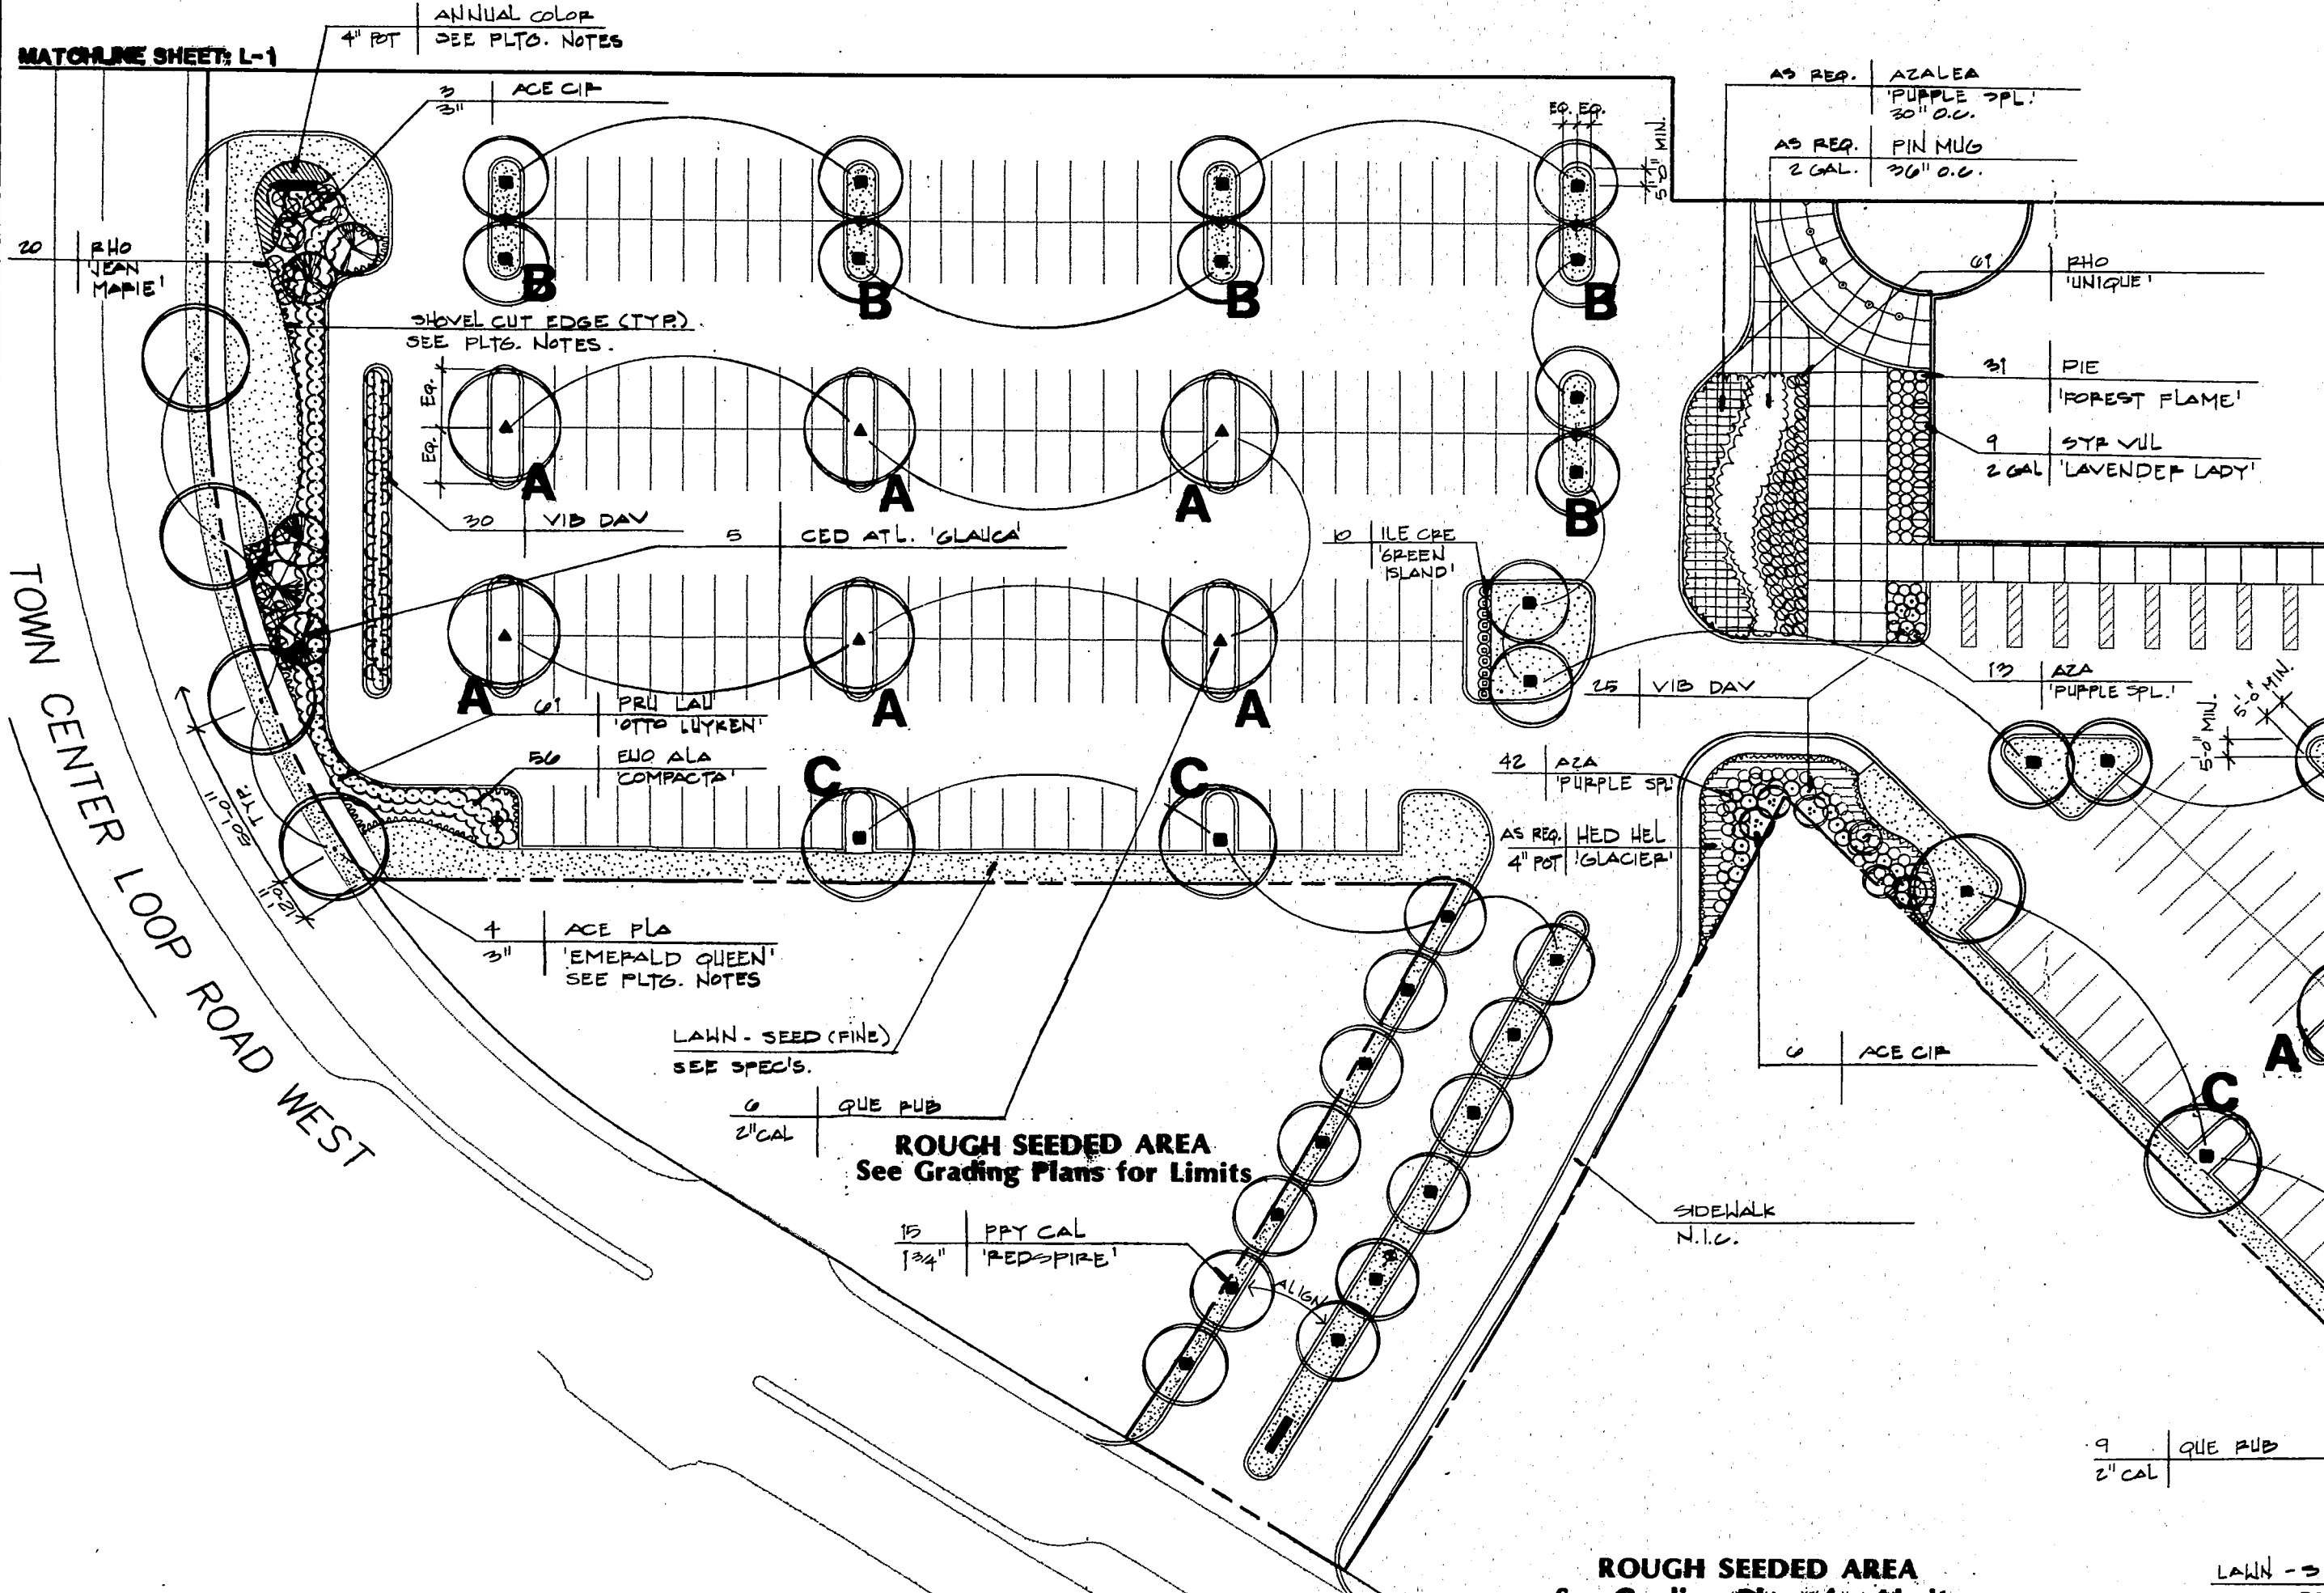 ANNUAL COLOR
4" POT SEE PLTG. NOTES
MATCHLINE SHEET: L-1
3 ACE CIR
3"
AS REQ. AZALEA
'PURPLE SPL.'
30" O.C.
EQ. EQ.
5'-0" MIN.
AS REQ. PIN MUG
2 GAL. 36" O.C.
20 RHO
'JEAN
MARIE'
B
B
B
B
61 RHO
'UNIQUE'
SHOVEL CUT EDGE (TYP.)
SEE PLTG. NOTES.
31 PIE
'FOREST FLAME'
EQ.
EQ.
9 SYR VUL
2 GAL 'LAVENDER LADY'
A
A
A
B
30 VIB DAV
5 CED ATL. 'GLAUCA'
10 ILE CRE
'GREEN
ISLAND'
TOWN CENTER LOOP ROAD WEST
A
A
A
61 PRU LAU
'OTTO LUYKEN'
25 VIB DAV
13 AZA
'PURPLE SPL.'
5'-0" MIN.
5'-0" MIN.
56 EUO ALA
'COMPACTA'
C
C
42 AZA
'PURPLE SPL'
TYP.
AS REQ. HED HEL
4" POT 'GLACIER'
4 ACE PLA
3" 'EMERALD QUEEN'
SEE PLTG. NOTES
LAWN - SEED (FINE)
SEE SPEC'S.
6 ACE CIR
A
C
6 QUE RUB
2" CAL
ROUGH SEEDED AREA
See Grading Plans for Limits
15 PRY CAL
1 3/4" 'REDSPIRE'
SIDEWALK
N.I.C.
ALIGN
9 QUE RUB
2" CAL
ROUGH SEEDED AREA
LAWN -